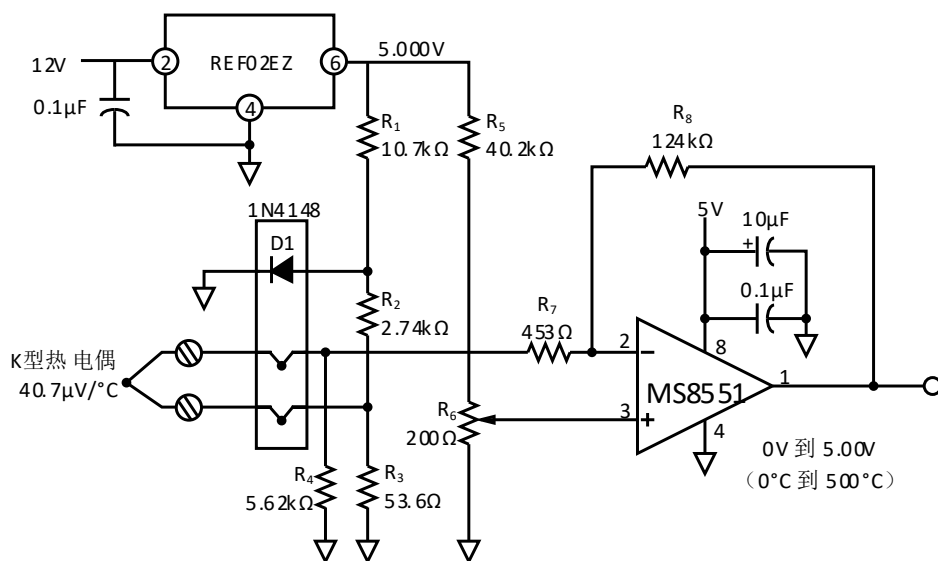 12V
2
REF02EZ
6
5.000V
4
0.1μF
R1
10.7kΩ
R5
40.2kΩ
R8
124kΩ
1N4148
D1
5V
10μF
+
0.1μF
R2
2.74kΩ
R7
453Ω
K型热电偶
40.7μV/°C
2
8
MS8551
1
3
4
R6
200Ω
R4
5.62kΩ
R3
53.6Ω
0V 到 5.00V
（0°C 到 500°C）